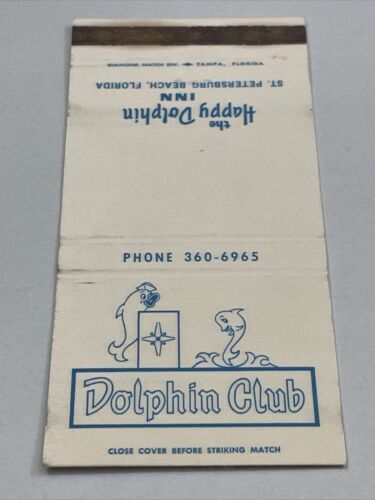 DIAMOND MATCH DIV. TAMPA, FLORIDA
the
Happy Dolphin
INN
ST. PETERSBURG BEACH, FLORIDA
PHONE 360-6965
Dolphin Club
CLOSE COVER BEFORE STRIKING MATCH